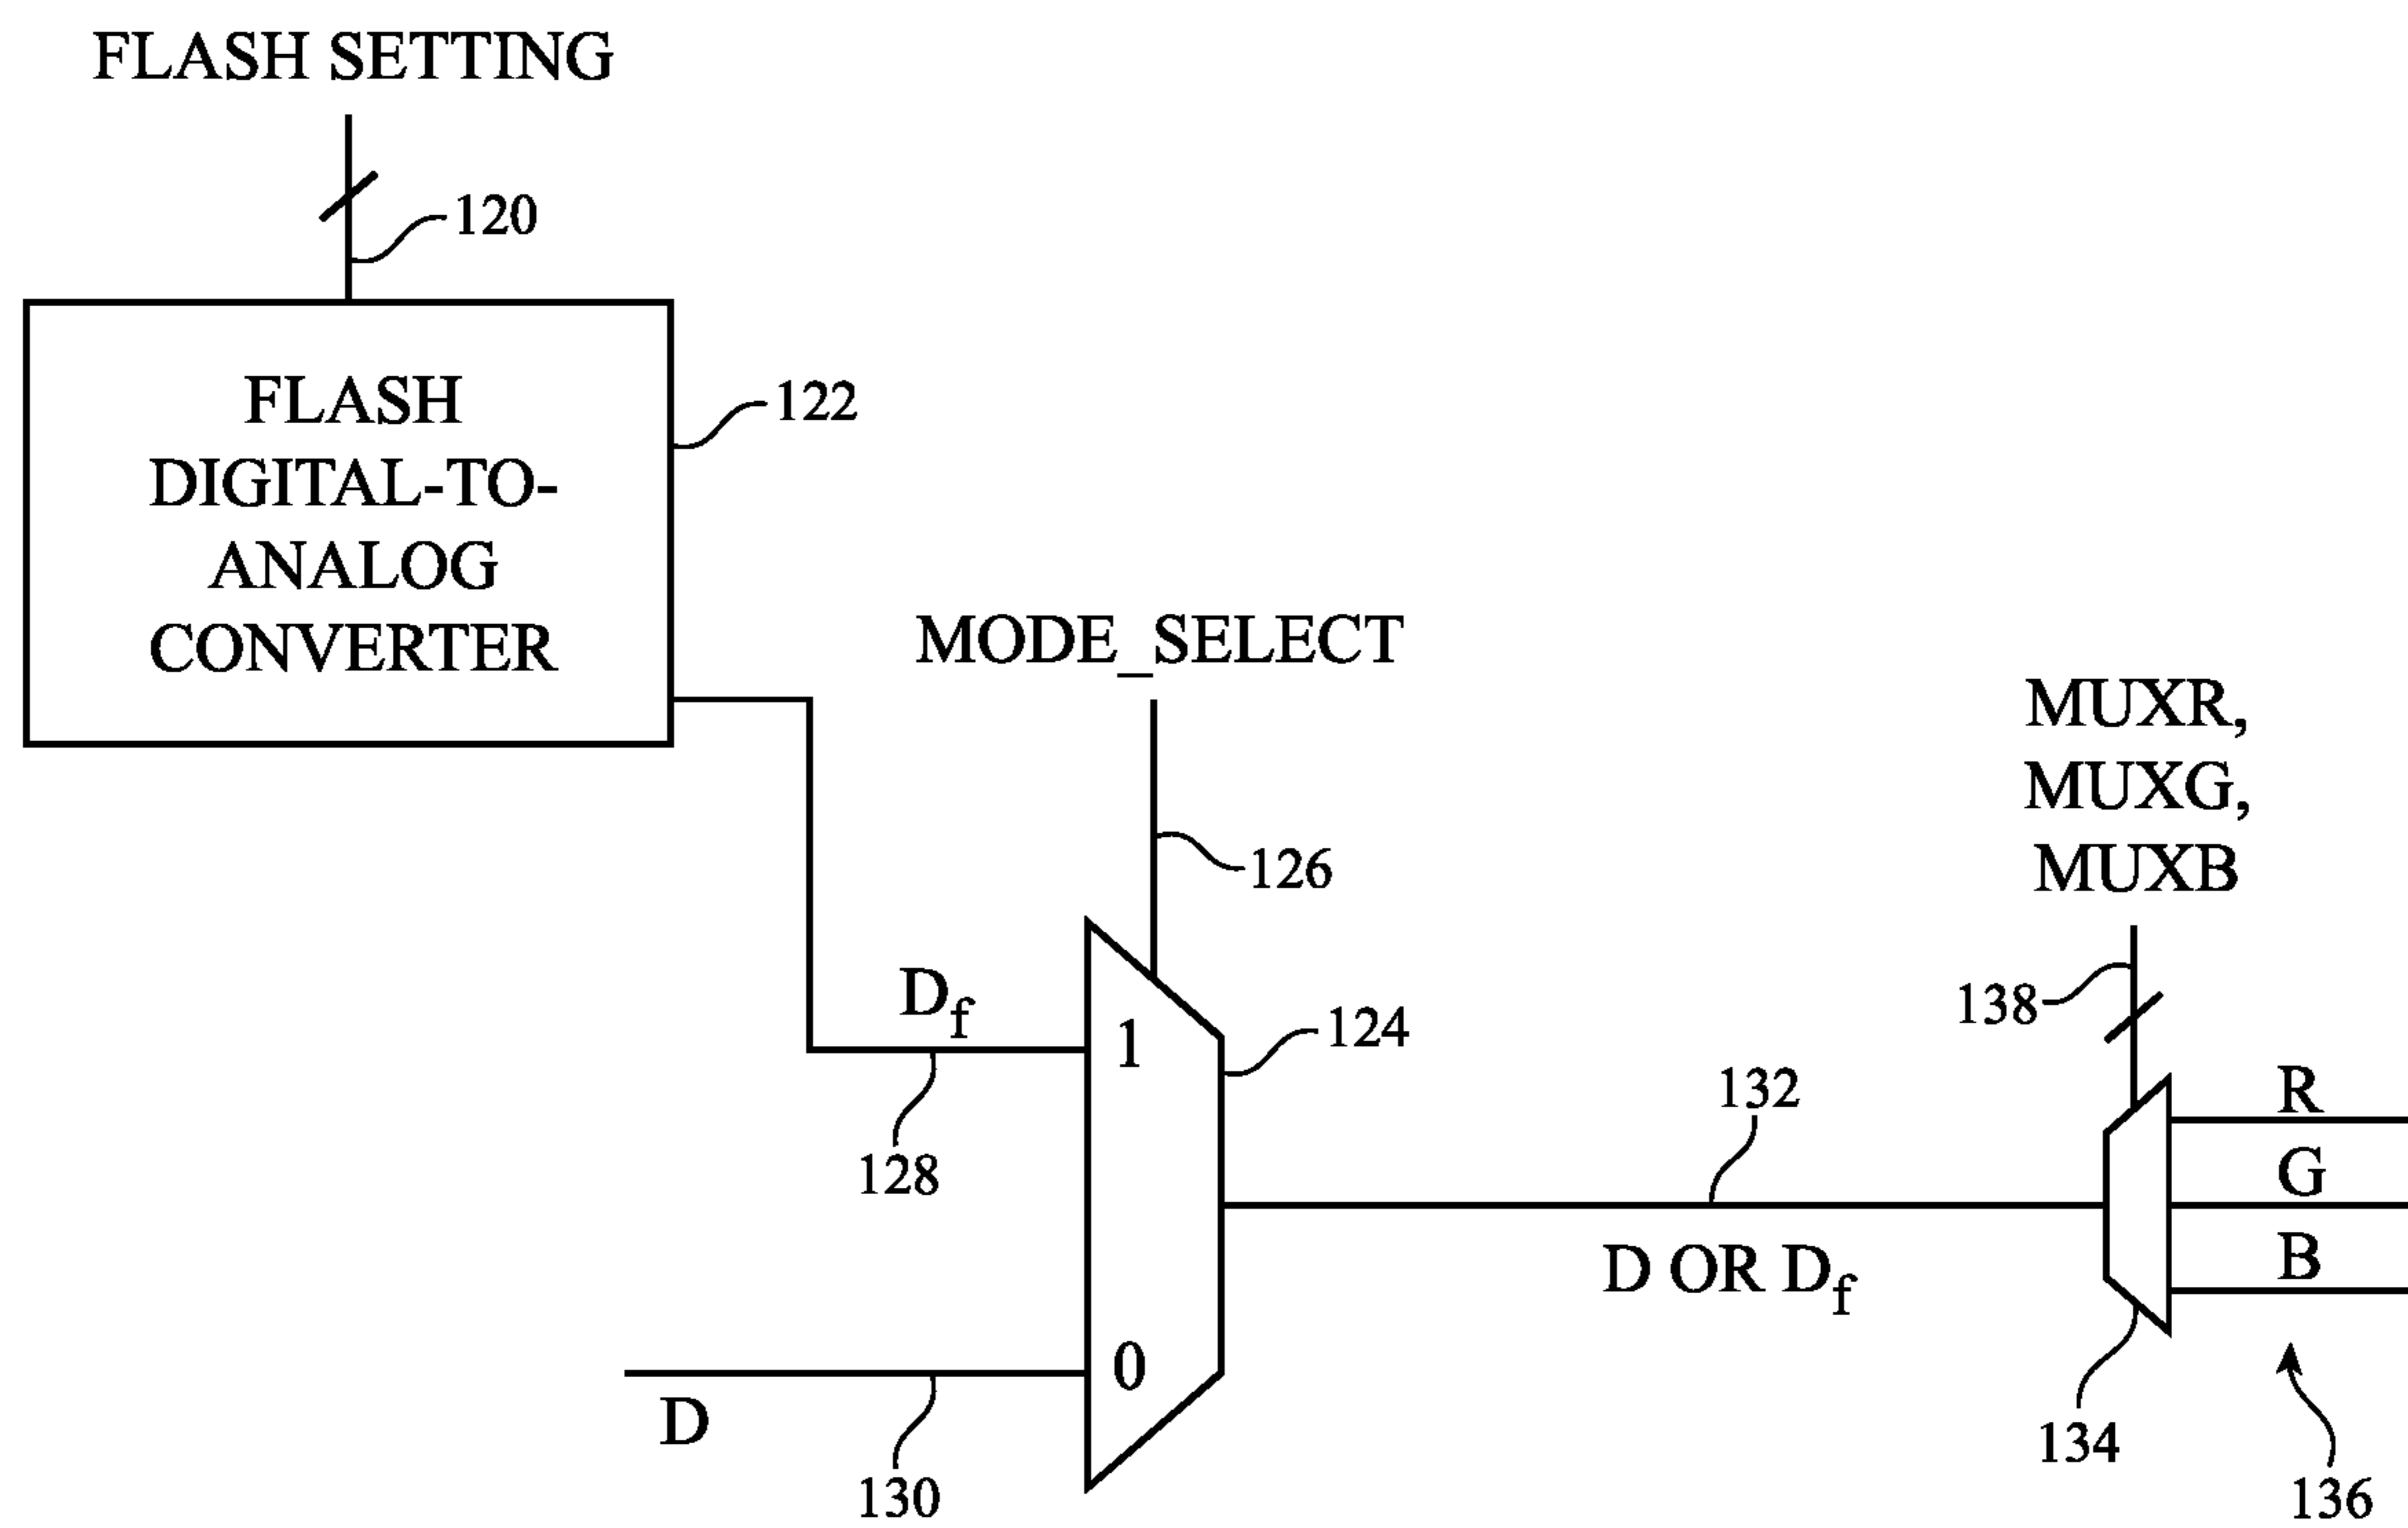 FLASH SETTING
120
FLASH
DIGITAL-TO-
ANALOG
CONVERTER
122
MODE_SELECT
126
MUXR,
MUXG,
MUXB
138
Df
1
124
128
132
R
G
B
D OR Df
0
D
130
134
136